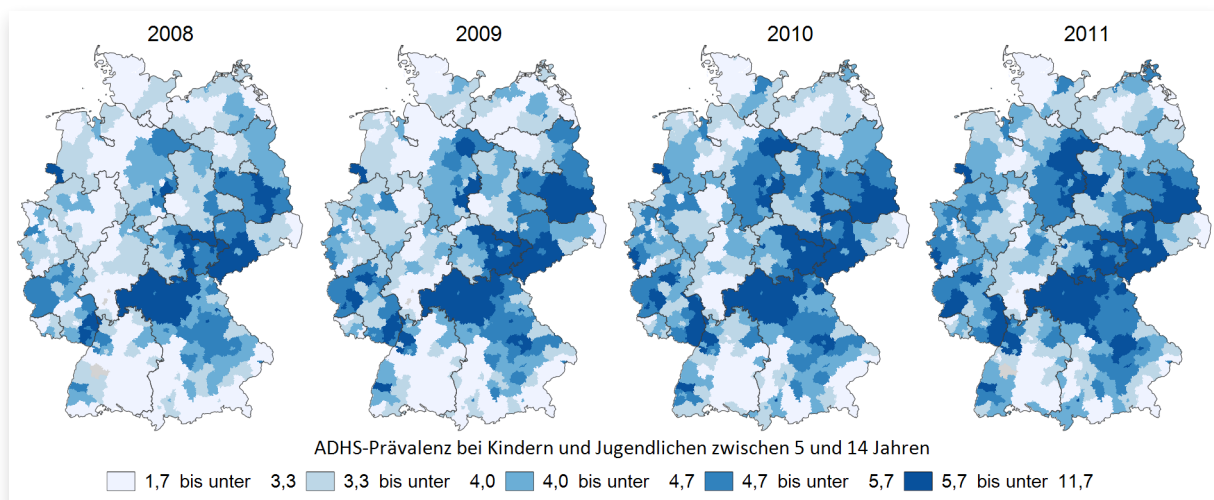 2008 2009 2010 2011
ADHS-Prävalenz bei Kindern und Jugendlichen zwischen 5 und 14 Jahren
1,7 bis unter 3,3 3,3 bis unter 4,0 4,0 bis unter 4,7 4,7 bis unter 5,7 5,7 bis unter 11,7